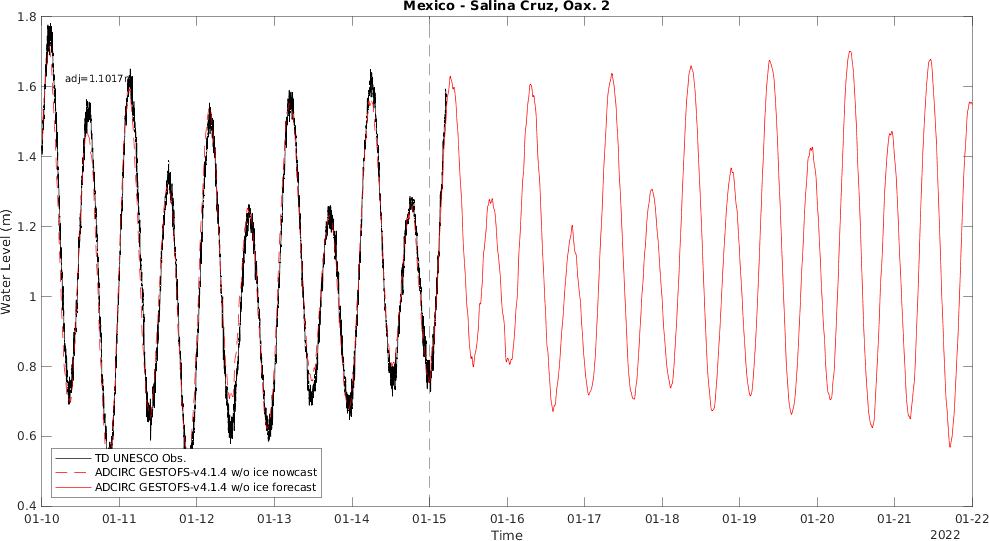 Mexico - Salina Cruz, Oax. 2
1.8
1.6
1.4
1.2
1
0.8
0.6
0.4
Water Level (m)
adj=1.1017m
TD UNESCO Obs.
ADCIRC GESTOFS-v4.1.4 w/o ice nowcast
ADCIRC GESTOFS-v4.1.4 w/o ice forecast
01-10 01-11 01-12 01-13 01-14 01-15 01-16 01-17 01-18 01-19 01-20 01-21 01-22
Time
2022